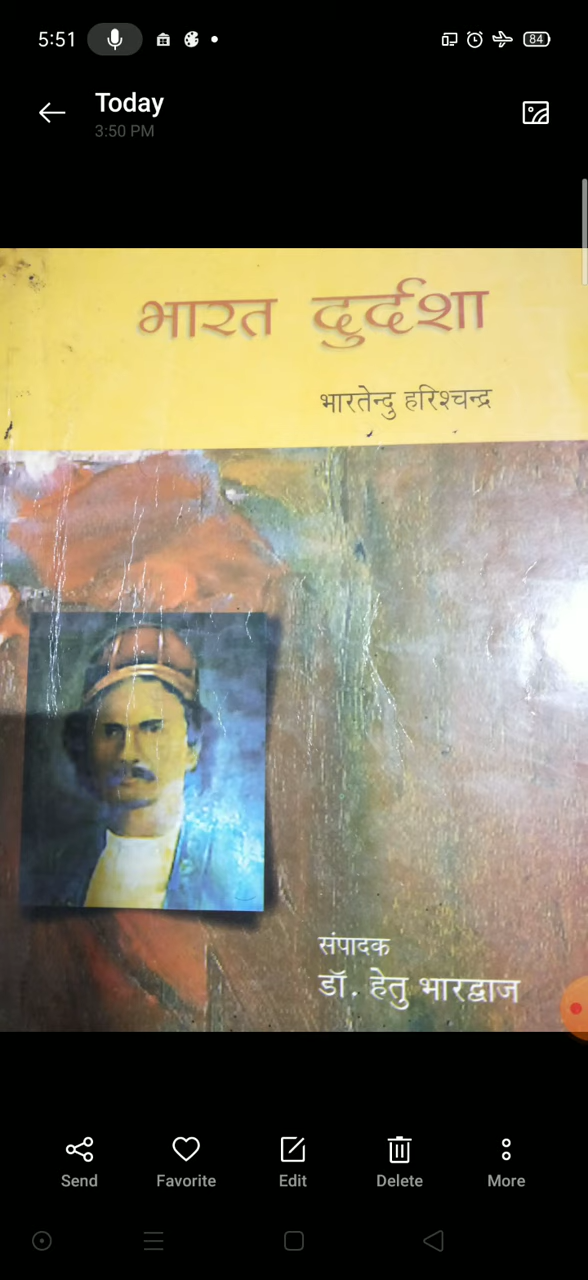 5:51
84
Today
3:50 PM
भारत दुर्दशा
भारतेन्दु हरिश्चन्द्र
संपादक
डॉ. हेतु भारद्वाज
Send Favorite Edit Delete More